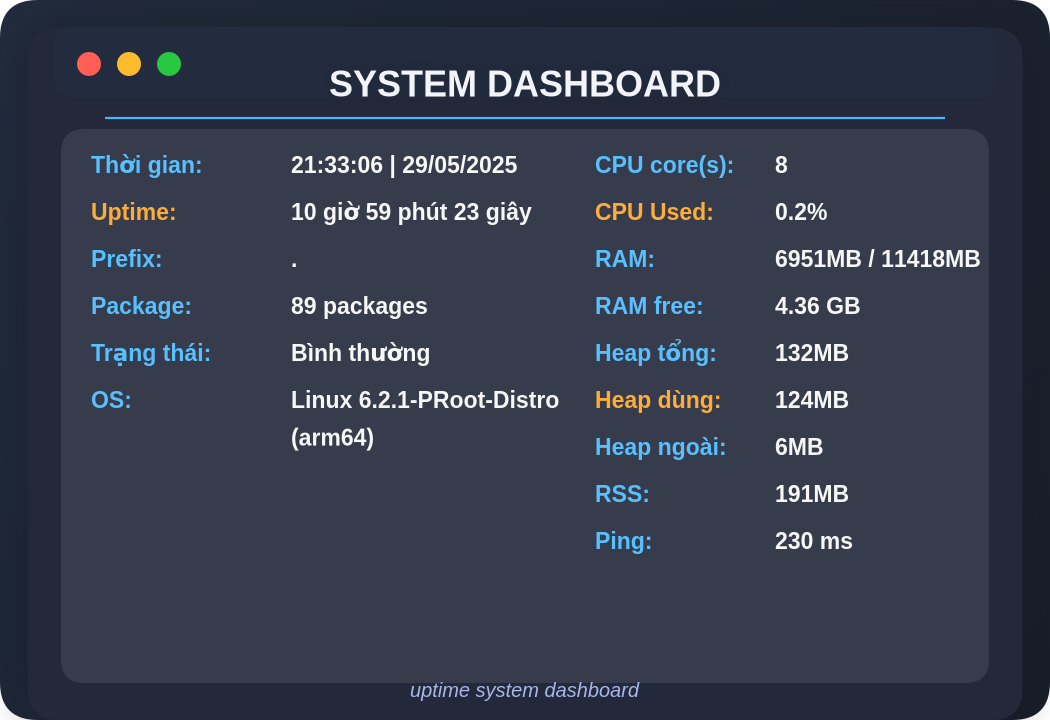 SYSTEM DASHBOARD
Thời gian: 21:33:06 | 29/05/2025
Uptime: 10 giờ 59 phút 23 giây
Prefix: .
Package: 89 packages
Trạng thái: Bình thường
OS: Linux 6.2.1-PRoot-Distro
(arm64)
CPU core(s): 8
CPU Used: 0.2%
RAM: 6951MB / 11418MB
RAM free: 4.36 GB
Heap tổng: 132MB
Heap dùng: 124MB
Heap ngoài: 6MB
RSS: 191MB
Ping: 230 ms
uptime system dashboard